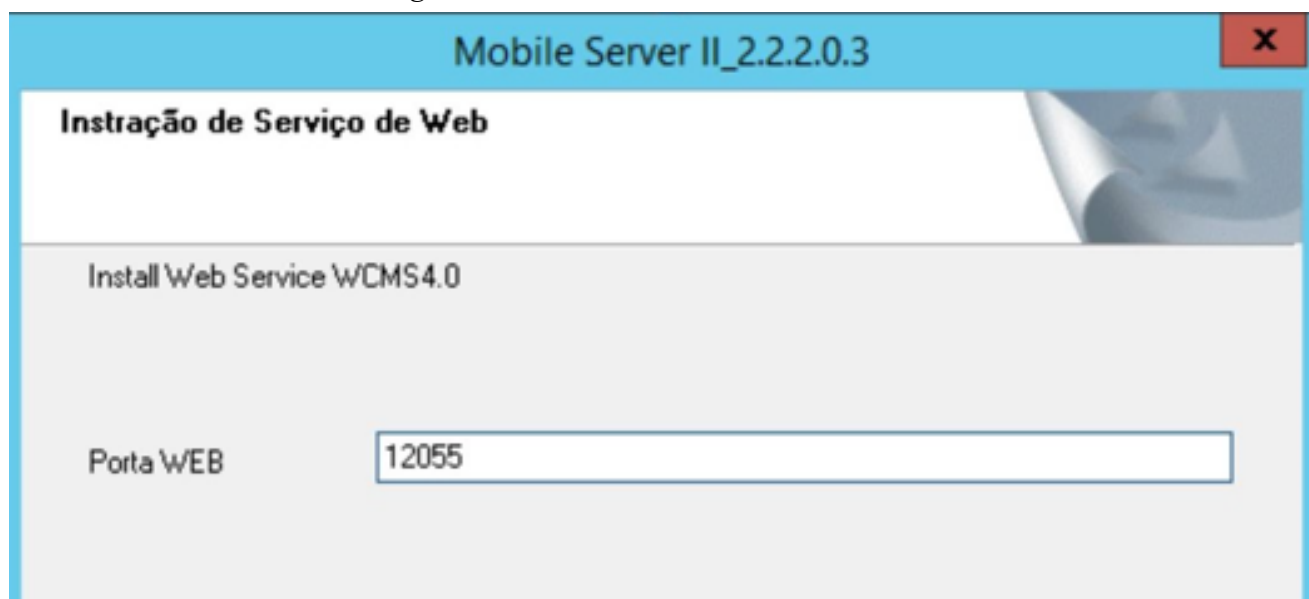 Mobile Server II_2.2.2.0.3
x
Instração de Serviço de Web
Install Web Service WCMS4.0
Porta WEB
12055